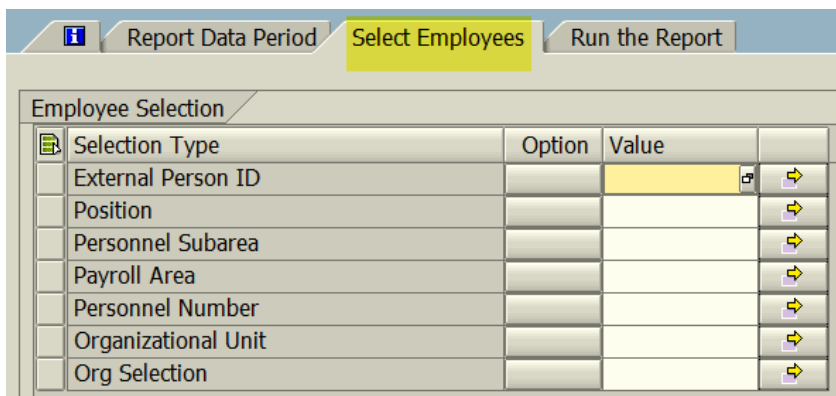 i Report Data Period Select Employees Run the Report
Employee Selection
Selection Type Option Value
External Person ID
Position
Personnel Subarea
Payroll Area
Personnel Number
Organizational Unit
Org Selection